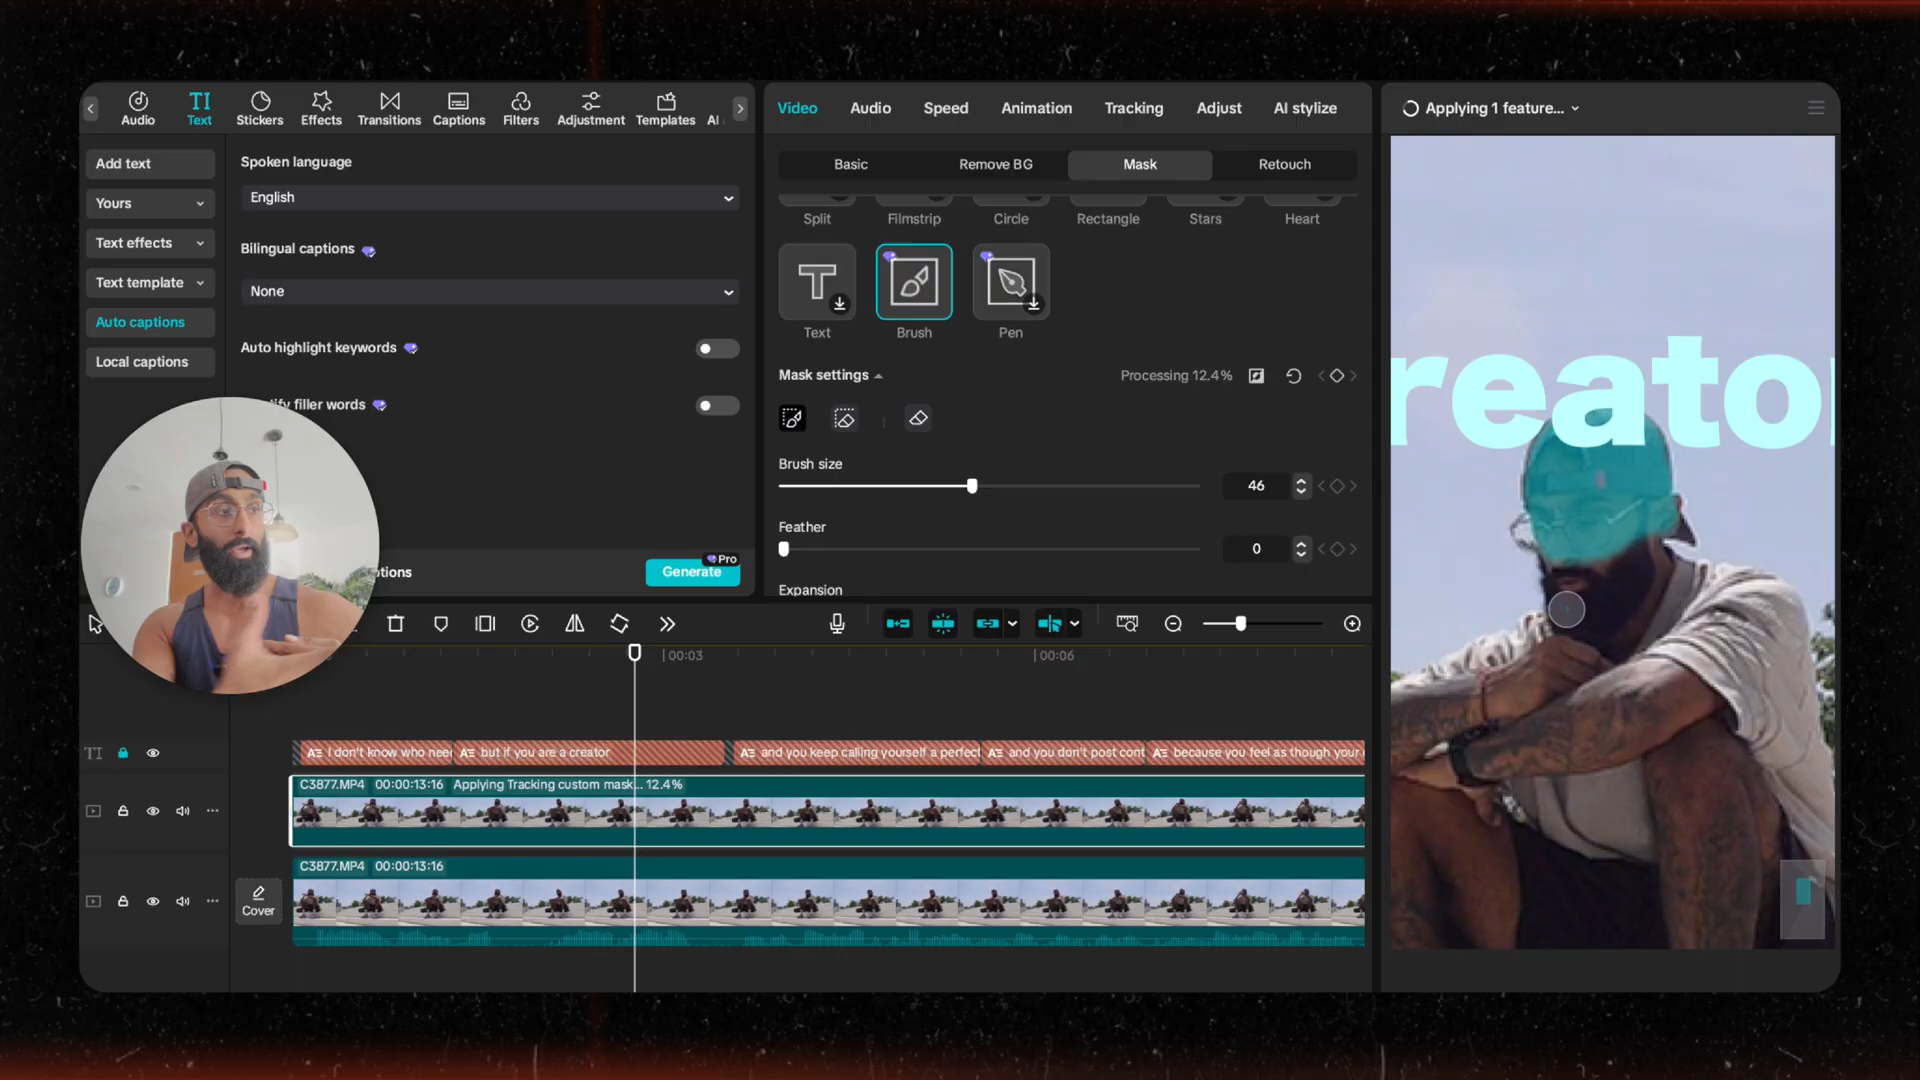 Audio
Text
Stickers
Effects
Transitions
Captions
Filters
Adjustment
Templates
AI
Add text
Yours
Text effects
Text template
Auto captions
Local captions
Spoken language
English
Bilingual captions
None
Auto highlight keywords
tify filler words
ptions
Pro
Generate
Video
Audio
Speed
Animation
Tracking
Adjust
AI stylize
Basic
Remove BG
Mask
Retouch
Split
Filmstrip
Circle
Rectangle
Stars
Heart
Text
Brush
Pen
Mask settings
Processing 12.4%
Brush size
46
Feather
0
Expansion
Applying 1 feature...
reator
00:03
00:06
I don't know who nee
but if you are a creator
and you keep calling yourself a perfect
and you don't post cont
because you feel as though your
C3877.MP4 00:00:13:16 Applying Tracking custom mask... 12.4%
C3877.MP4 00:00:13:16
Cover